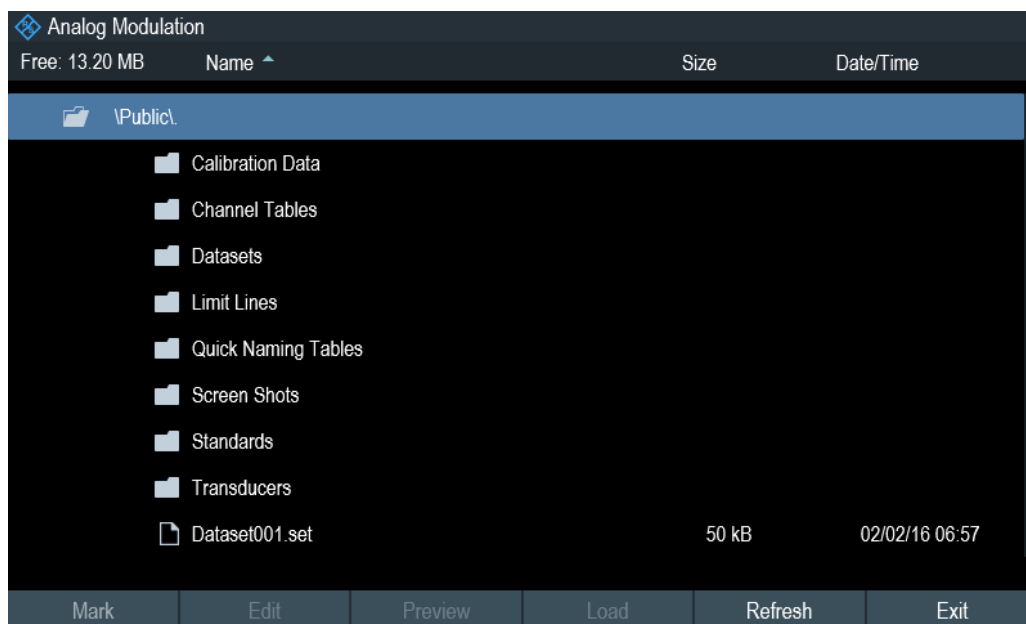 Analog Modulation
Free: 13.20 MB Name Size Date/Time
\Public\.
Calibration Data
Channel Tables
Datasets
Limit Lines
Quick Naming Tables
Screen Shots
Standards
Transducers
Dataset001.set 50 kB 02/02/16 06:57
Mark Edit Preview Load Refresh Exit